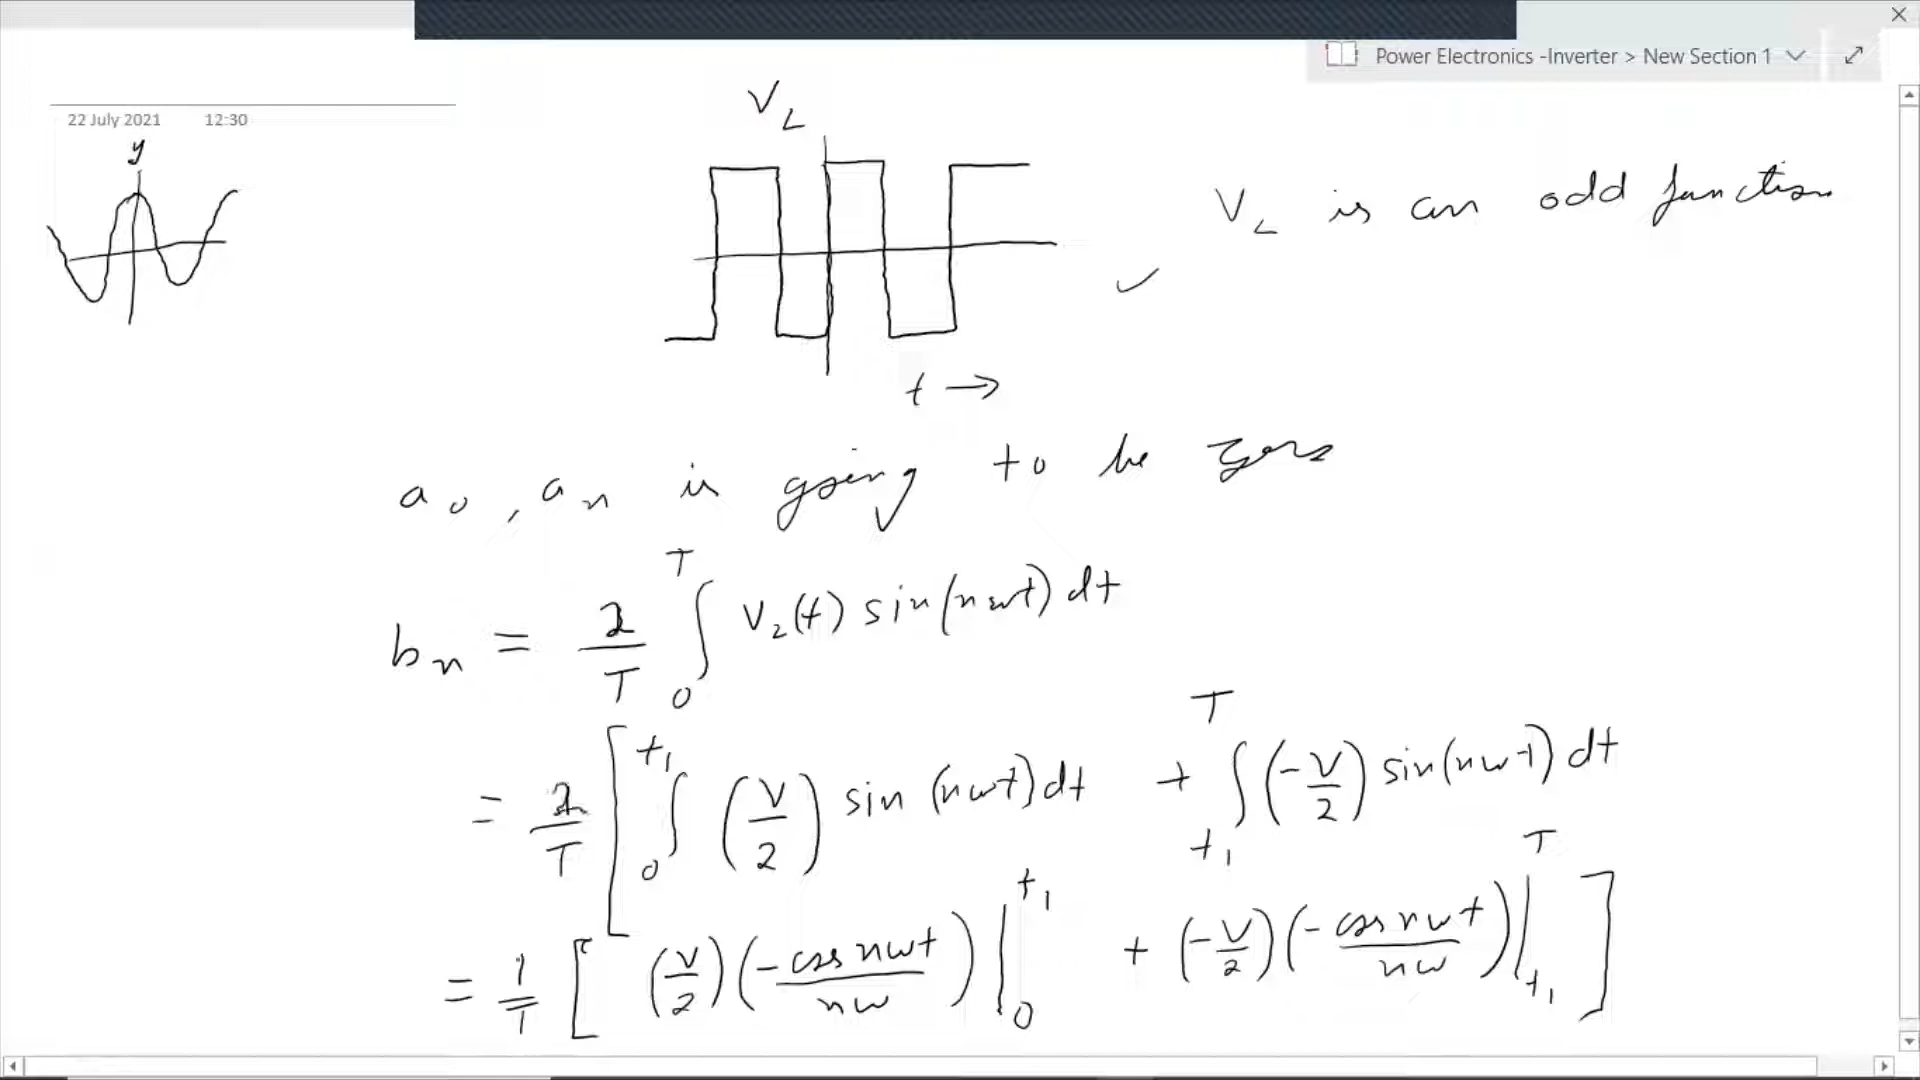 Power Electronics -Inverter > New Section 1
22 July 2021 12:30
y
V_L
V_L is an odd function
t →
a_0, a_n is going to be zero
b_n = 2/T ∫_0^T V_2(t) sin(nωt) dt
= 2/T [ ∫_0^{t_1} (V/2) sin(nωt) dt + ∫_{t_1}^T (-V/2) sin(nωt) dt
= 1/T [ (V/2) (-cos nωt / nω) |_0^{t_1} + (-V/2) (-cos nωt / nω) |_{t_1}^T ]